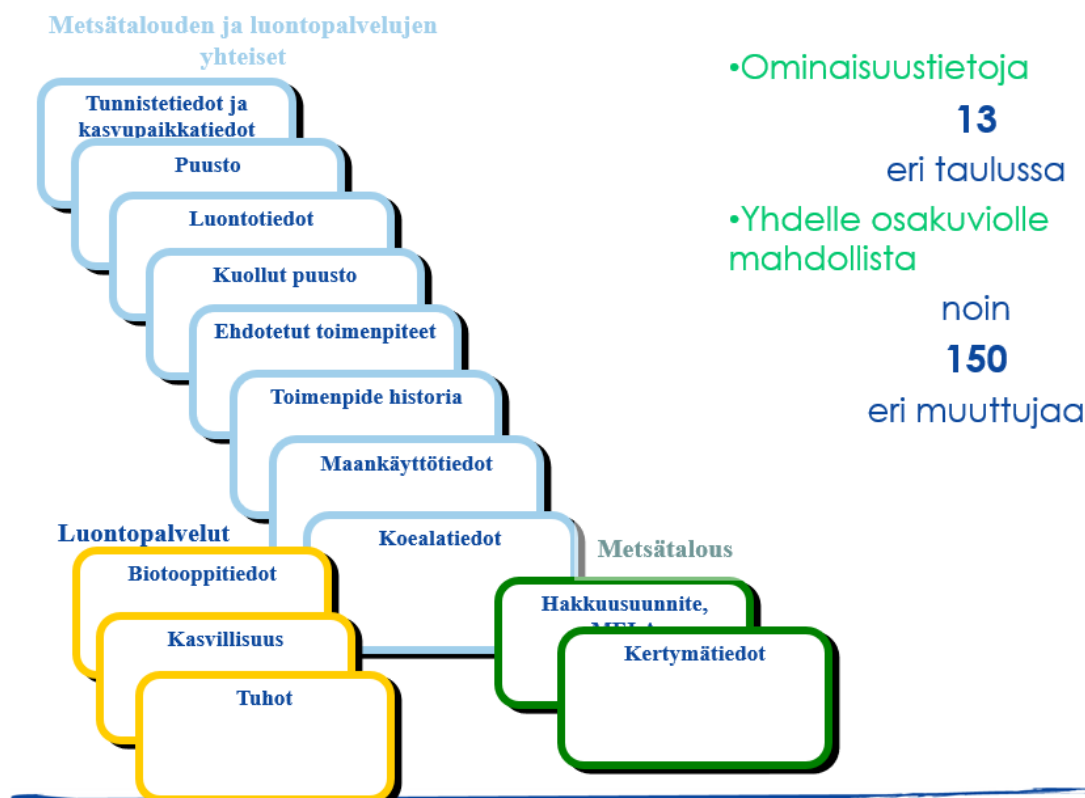 Metsätalouden ja luontopalvelujen
yhteiset
Tunnistetiedot ja
kasvupaikkatiedot
Puusto
Luontotiedot
Kuollut puusto
Ehdotetut toimenpiteet
Toimenpide historia
Maankäyttötiedot
Koealatiedot
Luontopalvelut
Biotooppitiedot
Kasvillisuus
Tuhot
Metsätalous
Hakkuusuunnite,
MELA
Kertymätiedot
•Ominaisuustietoja
13
eri taulussa
•Yhdelle osakuviolle
mahdollista
noin
150
eri muuttujaa